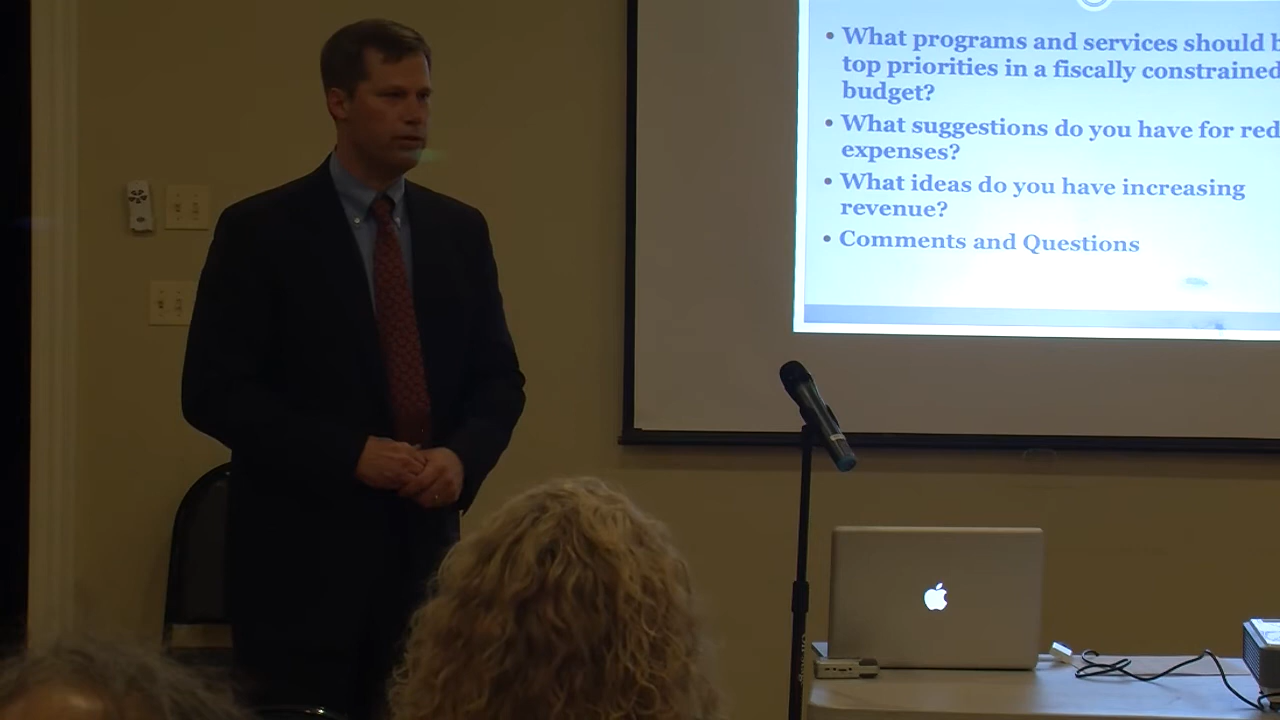 • What programs and services should
top priorities in a fiscally constrained
budget?
• What suggestions do you have for
expenses?
• What ideas do you have increasing
revenue?
• Comments and Questions